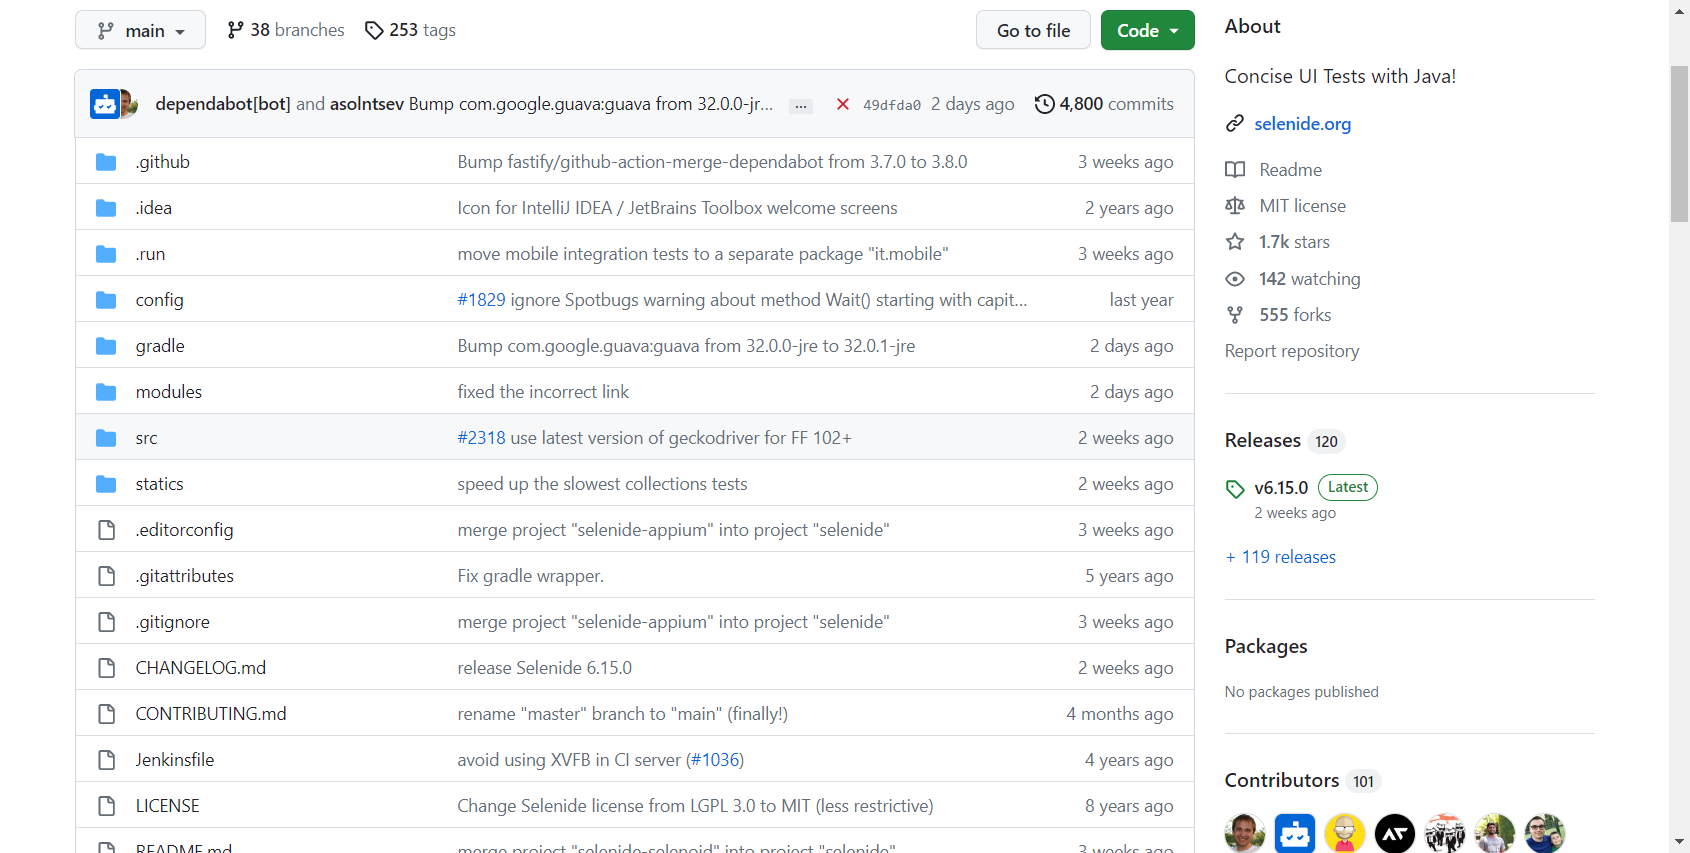 main
38 branches
253 tags
Go to file
Code
dependabot[bot] and asolntsev Bump com.google.guava:guava from 32.0.0-jr... ... 49dfda0 2 days ago 4,800 commits
.github Bump fastify/github-action-merge-dependabot from 3.7.0 to 3.8.0 3 weeks ago
.idea Icon for IntelliJ IDEA / JetBrains Toolbox welcome screens 2 years ago
.run move mobile integration tests to a separate package "it.mobile" 3 weeks ago
config #1829 ignore Spotbugs warning about method Wait() starting with capit... last year
gradle Bump com.google.guava:guava from 32.0.0-jre to 32.0.1-jre 2 days ago
modules fixed the incorrect link 2 days ago
src #2318 use latest version of geckodriver for FF 102+ 2 weeks ago
statics speed up the slowest collections tests 2 weeks ago
.editorconfig merge project "selenide-appium" into project "selenide" 3 weeks ago
.gitattributes Fix gradle wrapper. 5 years ago
.gitignore merge project "selenide-appium" into project "selenide" 3 weeks ago
CHANGELOG.md release Selenide 6.15.0 2 weeks ago
CONTRIBUTING.md rename "master" branch to "main" (finally!) 4 months ago
Jenkinsfile avoid using XVFB in CI server (#1036) 4 years ago
LICENSE Change Selenide license from LGPL 3.0 to MIT (less restrictive) 8 years ago
README.md merge project "selenide-selenoid" into project "selenide" 3 weeks ago
About
Concise UI Tests with Java!
selenide.org
Readme
MIT license
1.7k stars
142 watching
555 forks
Report repository
Releases 120
v6.15.0 Latest
2 weeks ago
+ 119 releases
Packages
No packages published
Contributors 101